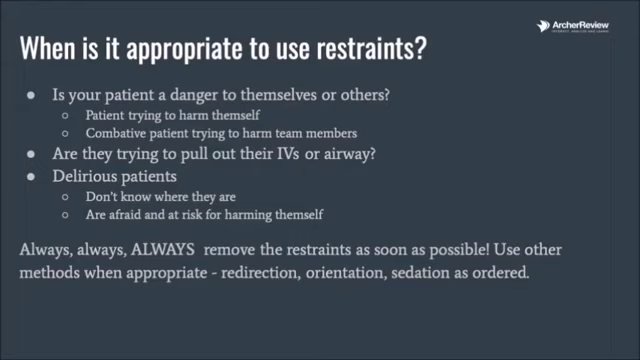 ArcherReview
When is it appropriate to use restraints?
● Is your patient a danger to themselves or others?
○ Patient trying to harm themself
○ Combative patient trying to harm team members
● Are they trying to pull out their IVs or airway?
● Delirious patients
○ Don't know where they are
○ Are afraid and at risk for harming themself
Always, always, ALWAYS remove the restraints as soon as possible! Use other
methods when appropriate - redirection, orientation, sedation as ordered.